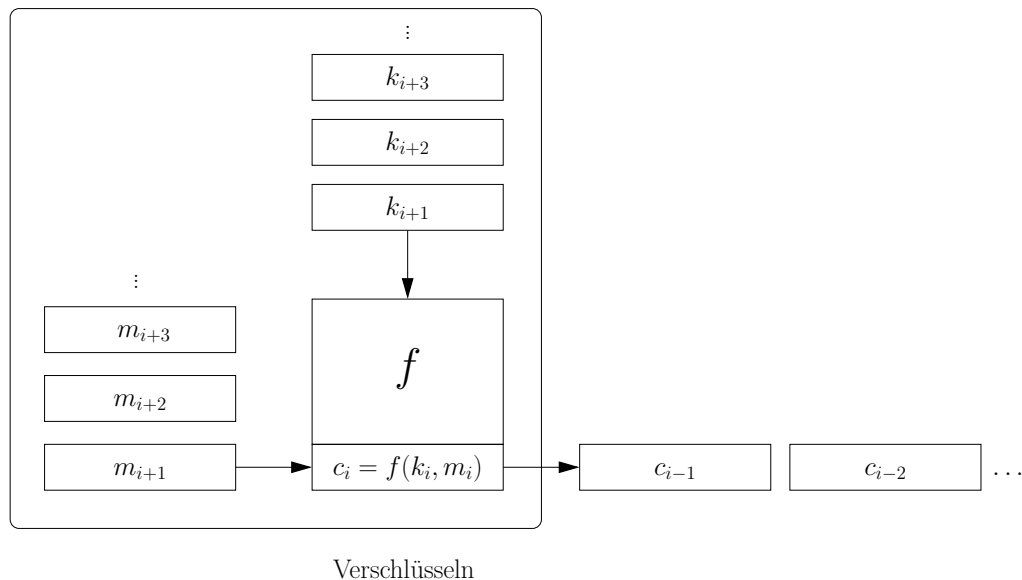 ⋮
k_{i+3}
k_{i+2}
k_{i+1}
⋮
m_{i+3}
f
m_{i+2}
m_{i+1}
c_i = f(k_i, m_i)
c_{i−1}
c_{i−2}
…
Verschlüsseln